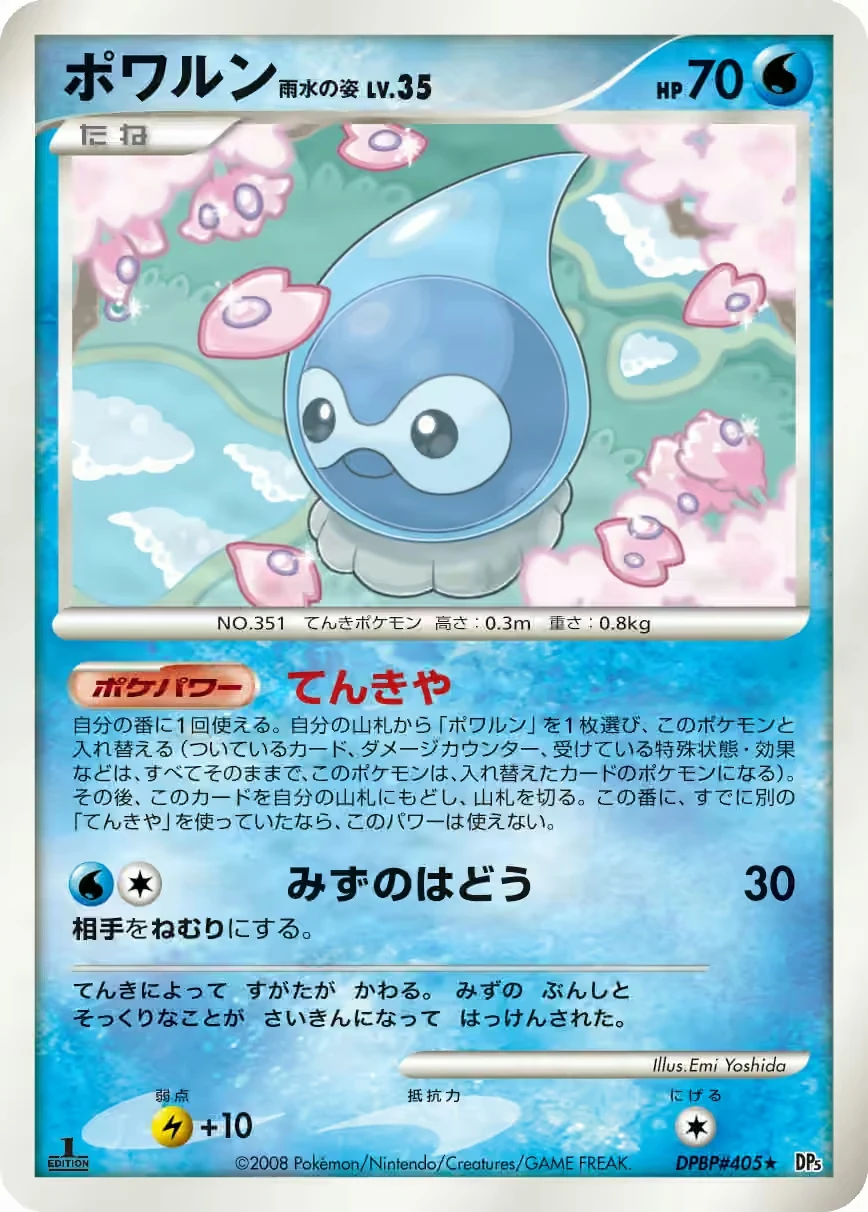 ポワルン 雨水の姿 LV.35 HP 70
たね
NO.351 てんきポケモン 高さ:0.3m 重さ:0.8kg
ポケパワー てんきや
自分の番に1回使える。自分の山札から「ポワルン」を1枚選び、このポケモンと
入れ替える(ついているカード、ダメージカウンター、受けている特殊状態・効果
などは、すべてそのままで、このポケモンは、入れ替えたカードのポケモンになる)。
その後、このカードを自分の山札にもどし、山札を切る。この番に、すでに別の
「てんきや」を使っていたなら、このパワーは使えない。
みずのはどう 30
相手をねむりにする。
てんきによって すがたが かわる。 みずの ぶんしと
そっくりなことが さいきんになって はっけんされた。
Illus.Emi Yoshida
弱点 抵抗力 にげる
+10
1 EDITION ©2008 Pokémon/Nintendo/Creatures/GAME FREAK. DPBP#405★ DP5